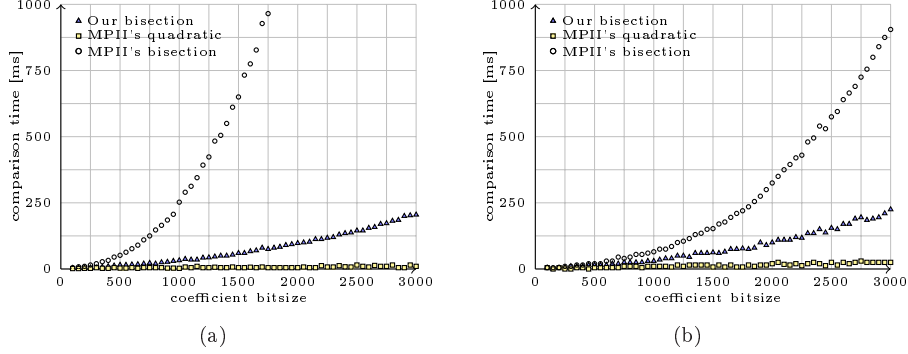 1000
750
500
250
0
comparison time [ms]
Our bisection
MPII's quadratic
MPII's bisection
0 500 1000 1500 2000 2500 3000
coefficient bitsize
(a)
1000
750
500
250
0
comparison time [ms]
Our bisection
MPII's quadratic
MPII's bisection
0 500 1000 1500 2000 2500 3000
coefficient bitsize
(b)